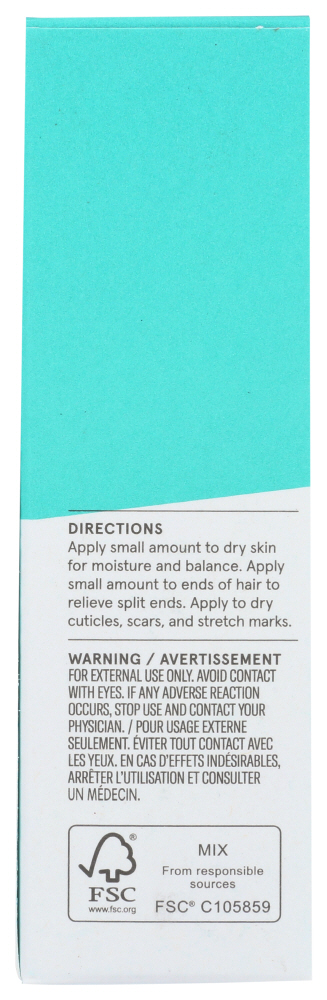 DIRECTIONS
Apply small amount to dry skin
for moisture and balance. Apply
small amount to ends of hair to
relieve split ends. Apply to dry
cuticles, scars, and stretch marks.
WARNING / AVERTISSEMENT
FOR EXTERNAL USE ONLY. AVOID CONTACT
WITH EYES. IF ANY ADVERSE REACTION
OCCURS, STOP USE AND CONTACT YOUR
PHYSICIAN. / POUR USAGE EXTERNE
SEULEMENT. ÉVITER TOUT CONTACT AVEC
LES YEUX. EN CAS D'EFFETS INDÉSIRABLES,
ARRÊTER L'UTILISATION ET CONSULTER
UN MÉDECIN.
®
FSC
www.fsc.org
MIX
From responsible
sources
FSC® C105859